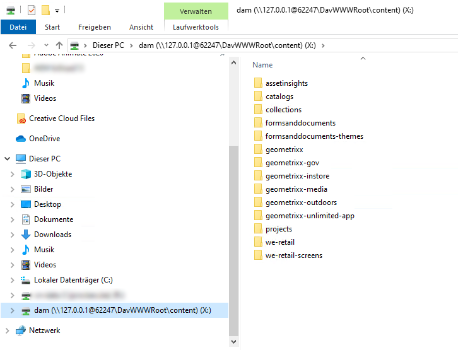 Verwalten
dam (\\127.0.0.1@62247\DavWWWRoot\content) (X:)
Datei
Start
Freigeben
Ansicht
Laufwerktools
Dieser PC
dam (\\127.0.0.1@62247\DavWWWRoot\content) (X:)
Musik
Videos
Creative Cloud Files
OneDrive
Dieser PC
3D-Objekte
Bilder
Desktop
Dokumente
Downloads
Musik
Videos
Lokaler Datenträger (C:)
dam (\\127.0.0.1@62247\DavWWWRoot\content) (X:)
Netzwerk
Name
assetinsights
catalogs
collections
formsanddocuments
formsanddocuments-themes
geometrixx
geometrixx-gov
geometrixx-instore
geometrixx-media
geometrixx-outdoors
geometrixx-unlimited-app
projects
we-retail
we-retail-screens